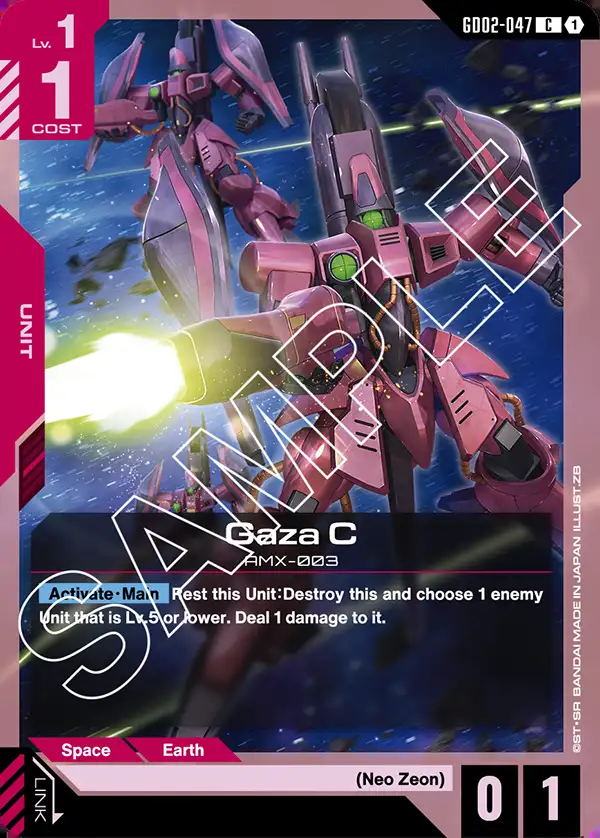 Lv. 1
GD02-047 C 1
1
COST
UNIT
SAMPLE
Gaza C
AMX-003
Activate･Main Rest this Unit:Destroy this and choose 1 enemy
Unit that is Lv.5 or lower. Deal 1 damage to it.
©ST･SR BANDAI MADE IN JAPAN ILLUST.ZB
Space Earth
LINK
(Neo Zeon)
0 1